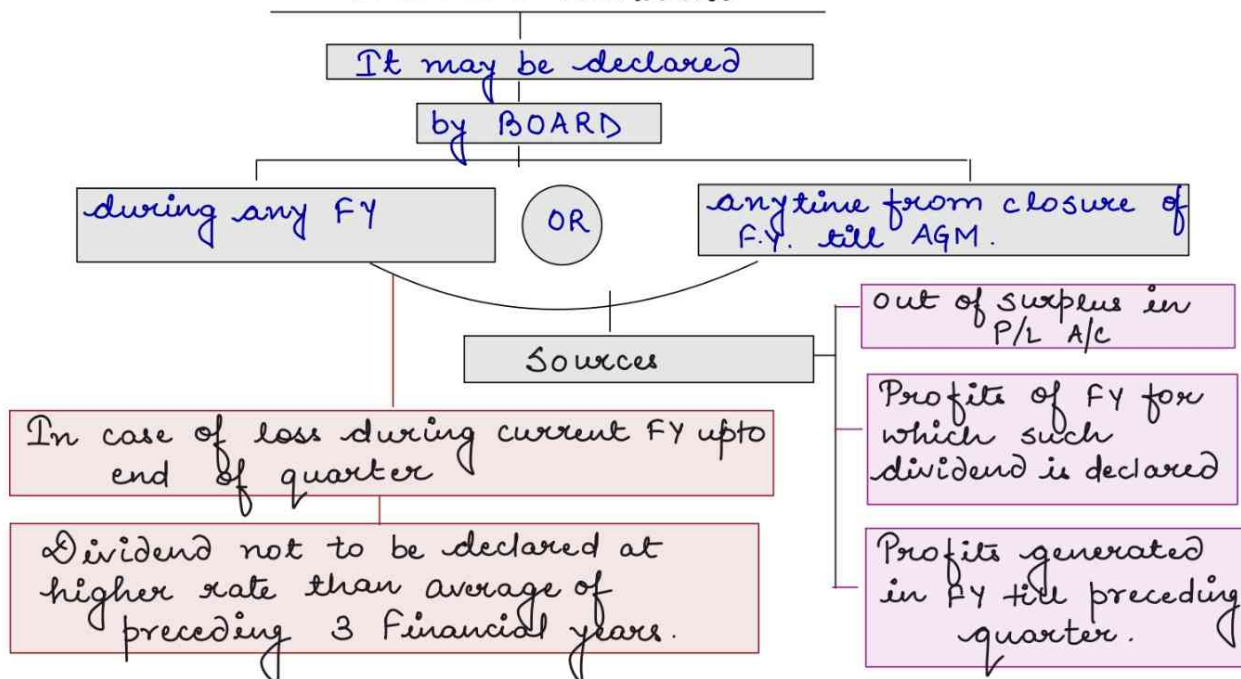 It may be declared
by BOARD
during any FY
OR
anytime from closure of
F.Y. till AGM.
Sources
out of surplus in
P/L A/C
Profits of FY for
which such
dividend is declared
Profits generated
in FY till preceding
quarter.
In case of loss during current FY upto
end of quarter
Dividend not to be declared at
higher rate than average of
preceding 3 Financial years.